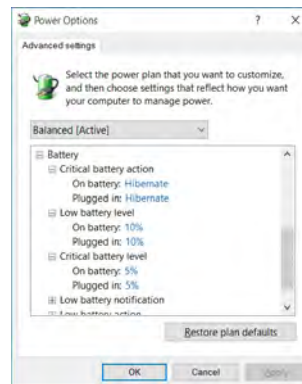 Power Options
? X
Advanced settings
Select the power plan that you want to customize,
and then choose settings that reflect how you want
your computer to manage power.
Balanced [Active]
Battery
Critical battery action
On battery: Hibernate
Plugged in: Hibernate
Low battery level
On battery: 10%
Plugged in: 10%
Critical battery level
On battery: 5%
Plugged in: 5%
Low battery notification
Low battery action
Restore plan defaults
OK Cancel Apply